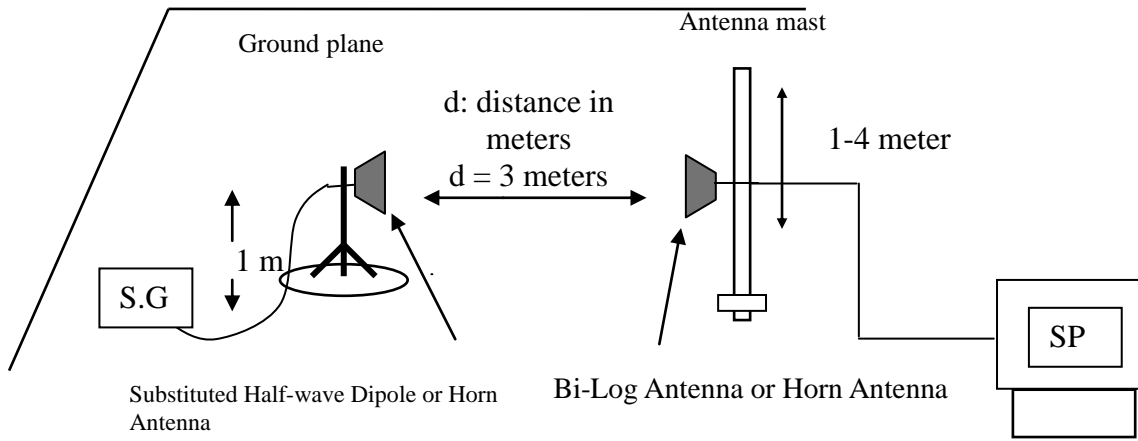 Ground plane
Antenna mast
d: distance in
meters
d = 3 meters
1-4 meter
1 m
S.G
SP
Substituted Half-wave Dipole or Horn
Antenna
Bi-Log Antenna or Horn Antenna